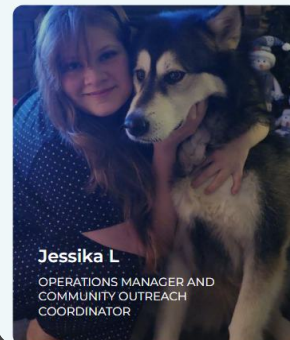 Jessika L
OPERATIONS MANAGER AND
COMMUNITY OUTREACH
COORDINATOR